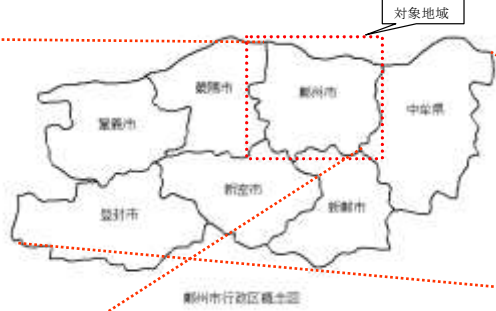 対象地域
滎陽市
鄭州市
中牟県
鞏義市
新密市
登封市
新鄭市
鄭州市行政区概念図